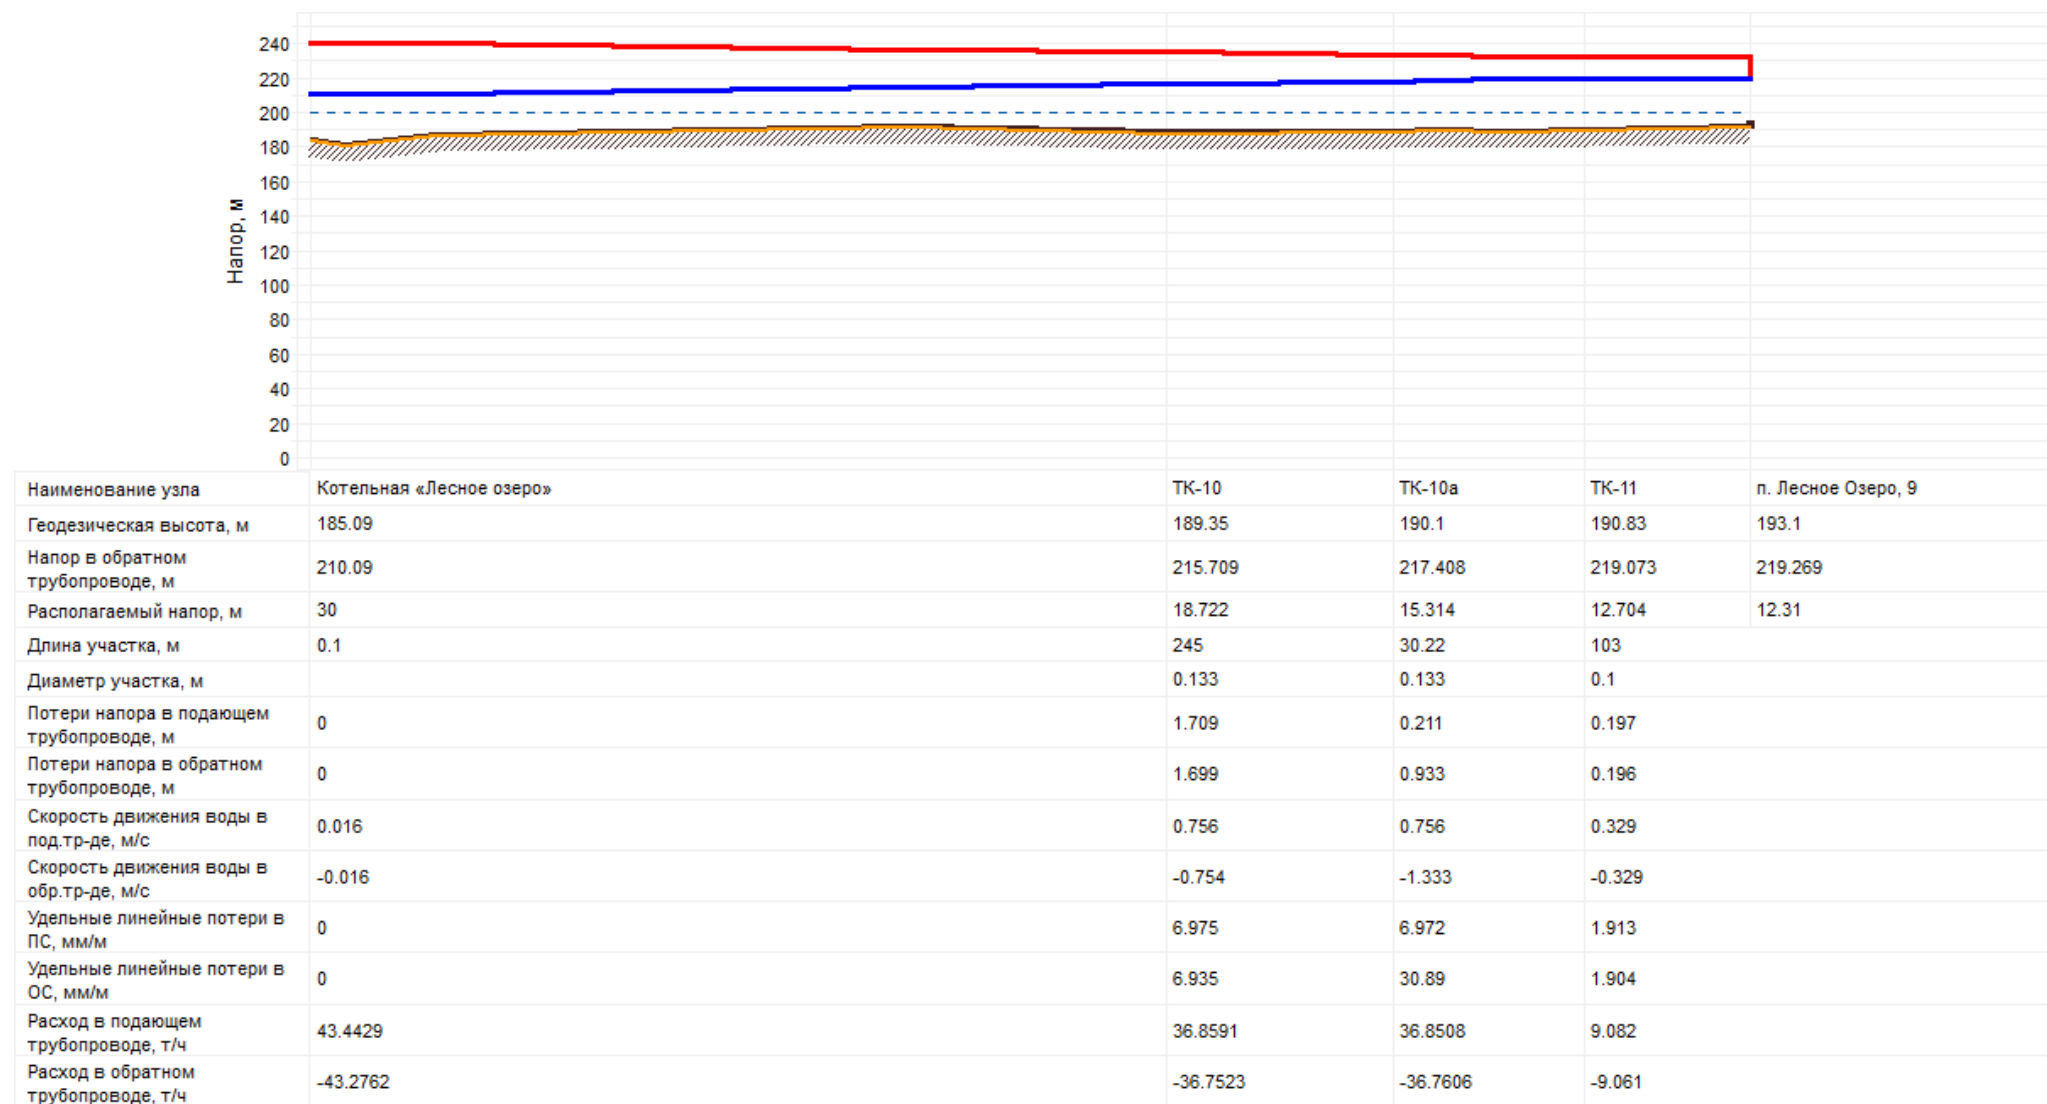 240
220
200
180
160
140
120
100
80
60
40
20
0
Напор, м
Наименование узла
Котельная «Лесное озеро»
ТК-10
ТК-10а
ТК-11
п. Лесное Озеро, 9
Геодезическая высота, м
185.09
189.35
190.1
190.83
193.1
Напор в обратном
трубопроводе, м
210.09
215.709
217.408
219.073
219.269
Располагаемый напор, м
30
18.722
15.314
12.704
12.31
Длина участка, м
0.1
245
30.22
103
Диаметр участка, м
0.133
0.133
0.1
Потери напора в подающем
трубопроводе, м
0
1.709
0.211
0.197
Потери напора в обратном
трубопроводе, м
0
1.699
0.933
0.196
Скорость движения воды в
под.тр-де, м/с
0.016
0.756
0.756
0.329
Скорость движения воды в
обр.тр-де, м/с
-0.016
-0.754
-1.333
-0.329
Удельные линейные потери в
ПС, мм/м
0
6.975
6.972
1.913
Удельные линейные потери в
ОС, мм/м
0
6.935
30.89
1.904
Расход в подающем
трубопроводе, т/ч
43.4429
36.8591
36.8508
9.082
Расход в обратном
трубопроводе, т/ч
-43.2762
-36.7523
-36.7606
-9.061